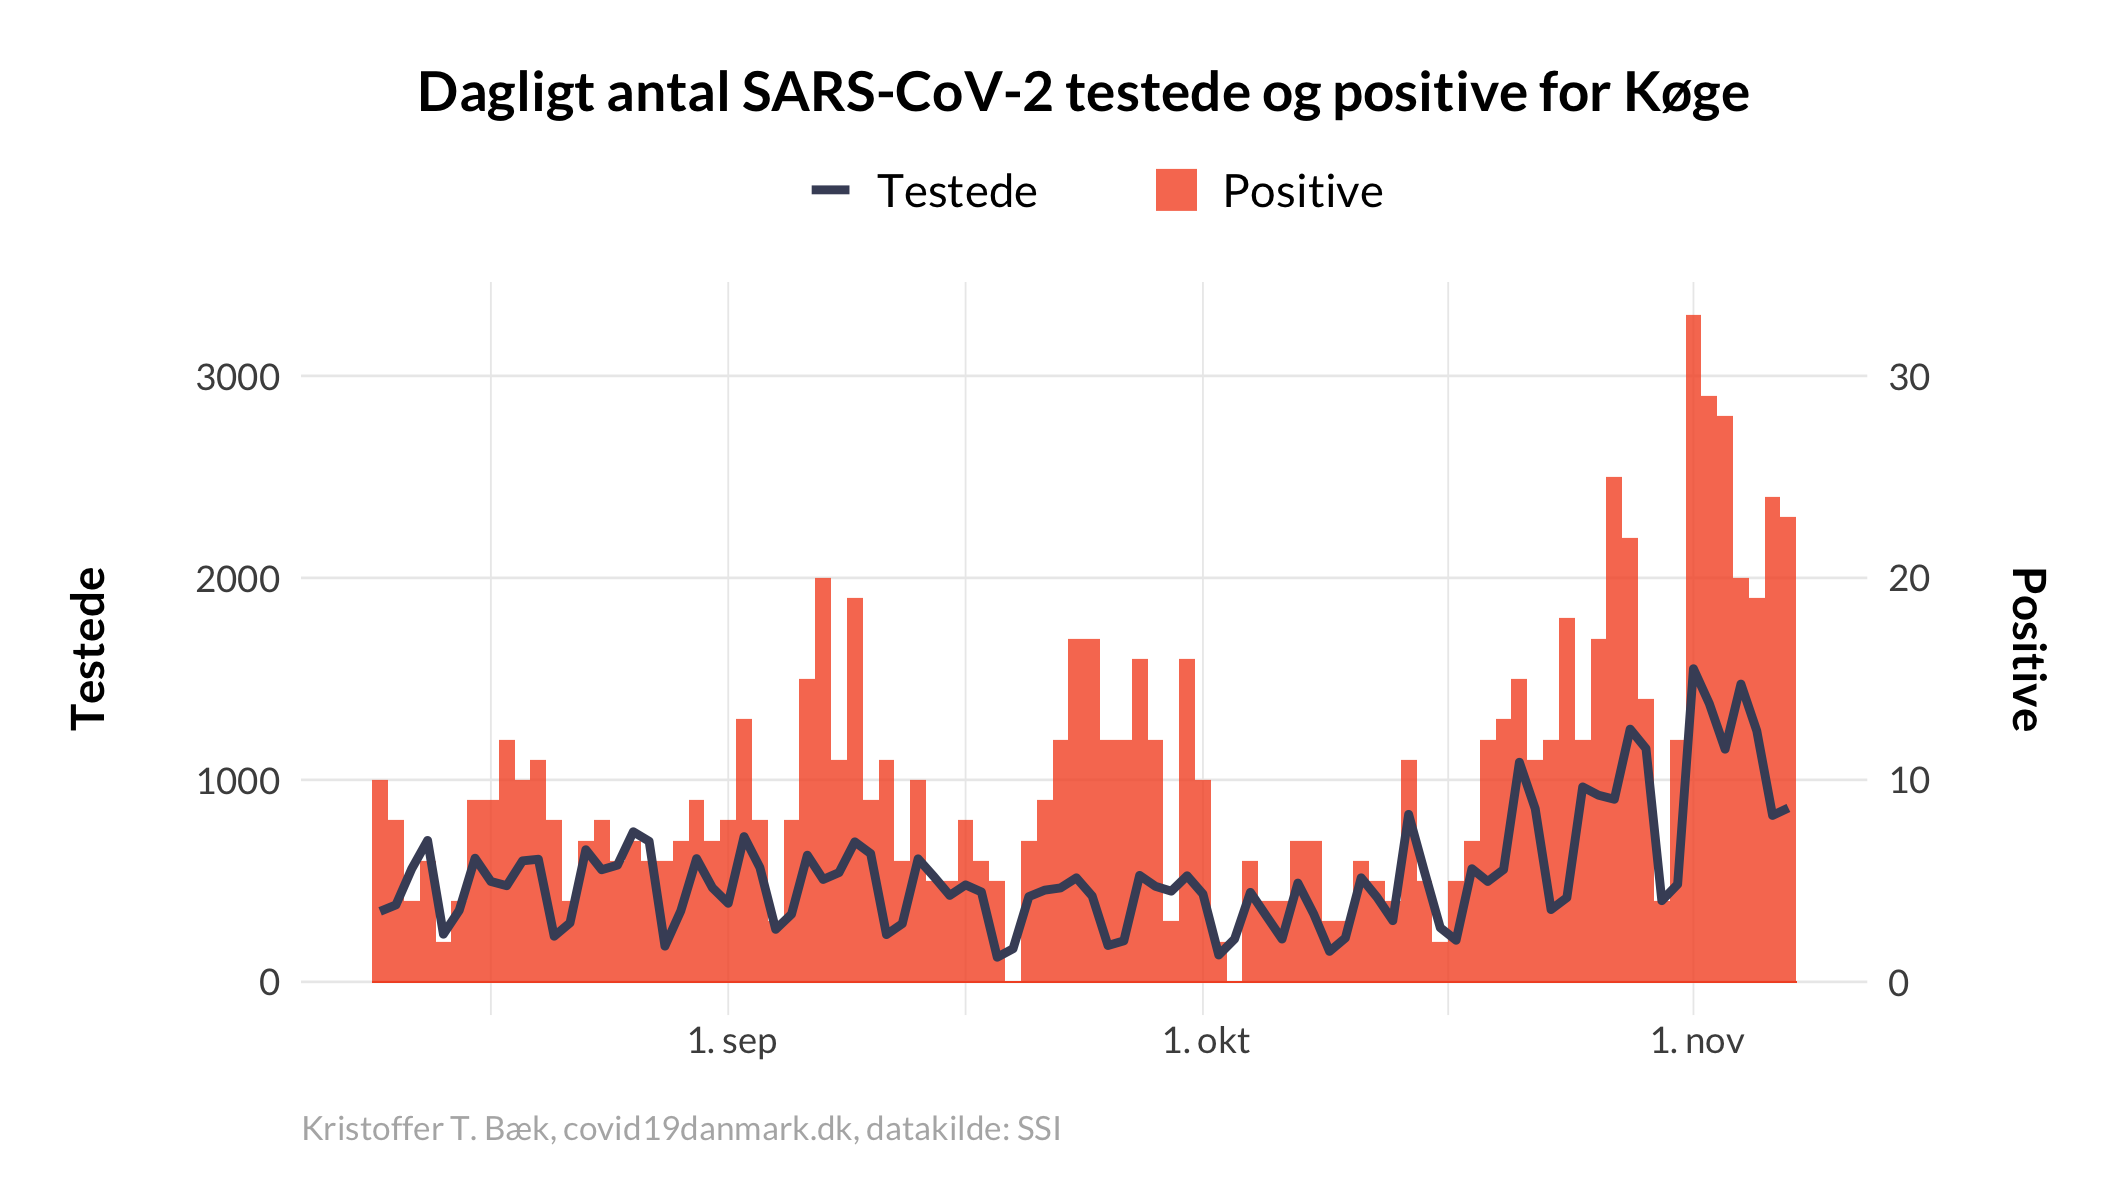 Dagligt antal SARS-CoV-2 testede og positive for Køge
Testede
Positive
Testede
3000
2000
1000
0
30
20
10
0
Positive
1. sep
1. okt
1. nov
Kristoffer T. Bæk, covid19danmark.dk, datakilde: SSI